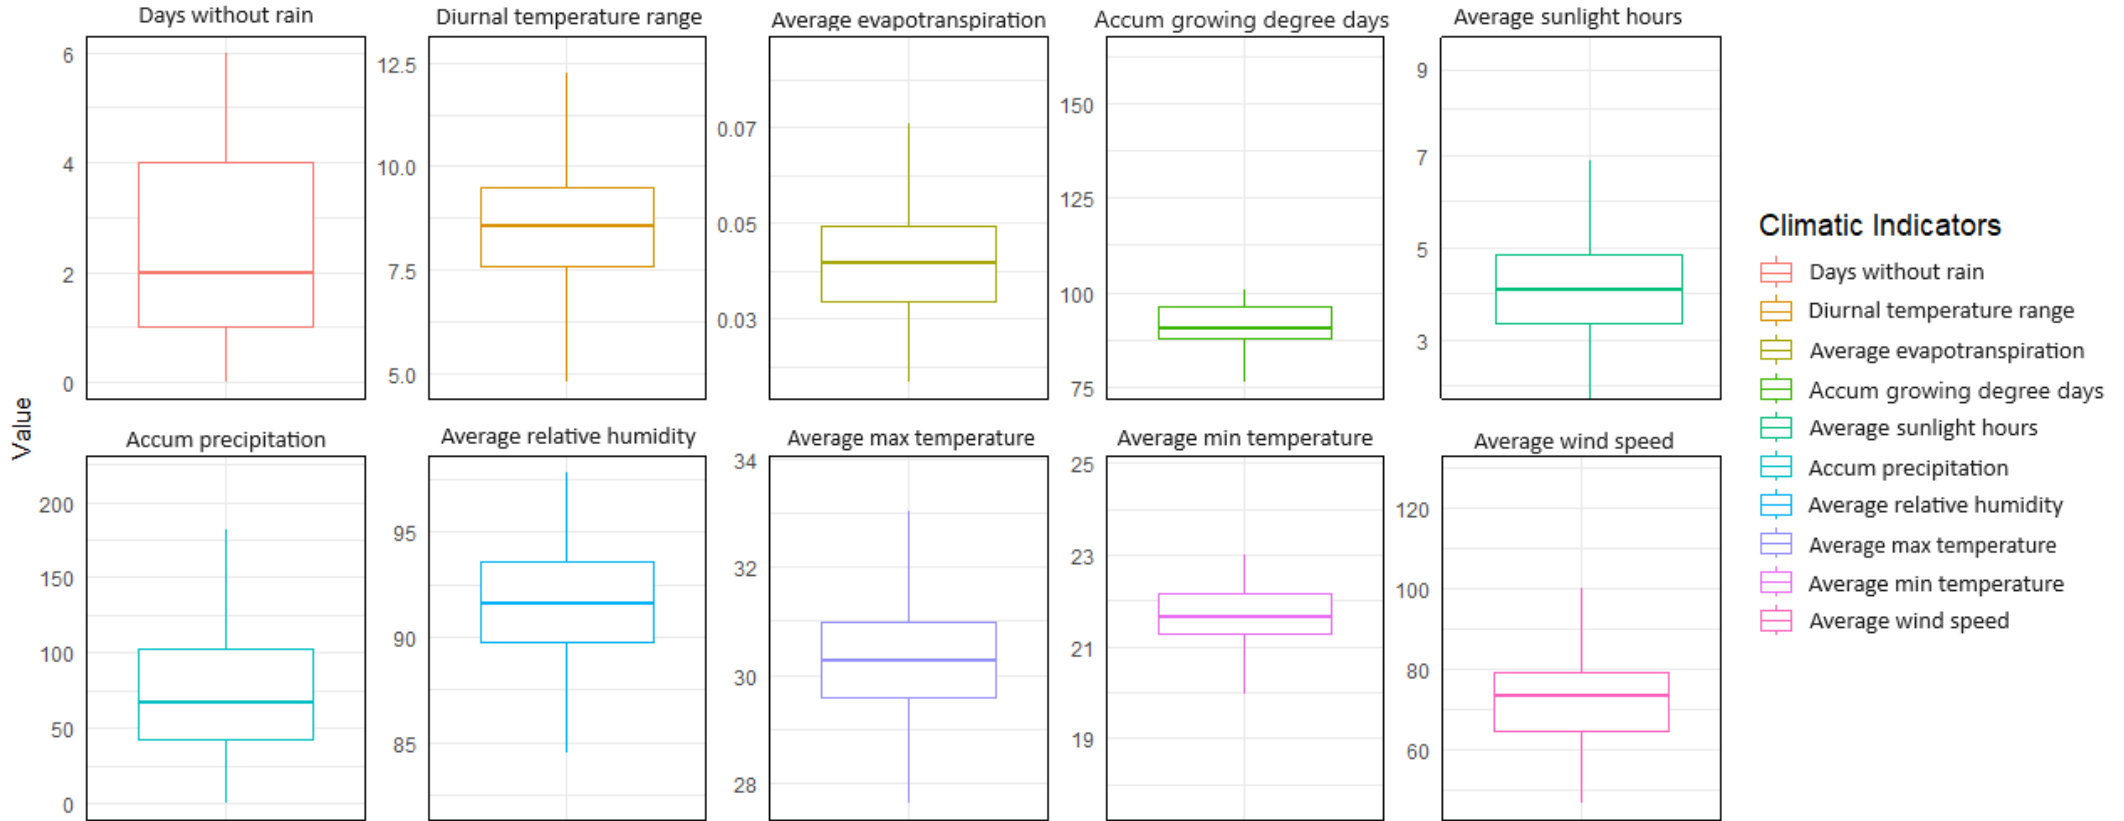 Days without rain
Diurnal temperature range
Average evapotranspiration
Accum growing degree days
Average sunlight hours
6
4
2
0
12.5
10.0
7.5
5.0
0.07
0.05
0.03
150
125
100
75
9
7
5
3
Value
Accum precipitation
Average relative humidity
Average max temperature
Average min temperature
Average wind speed
200
150
100
50
0
95
90
85
34
32
30
28
25
23
21
19
120
100
80
60
Climatic Indicators
Days without rain
Diurnal temperature range
Average evapotranspiration
Accum growing degree days
Average sunlight hours
Accum precipitation
Average relative humidity
Average max temperature
Average min temperature
Average wind speed